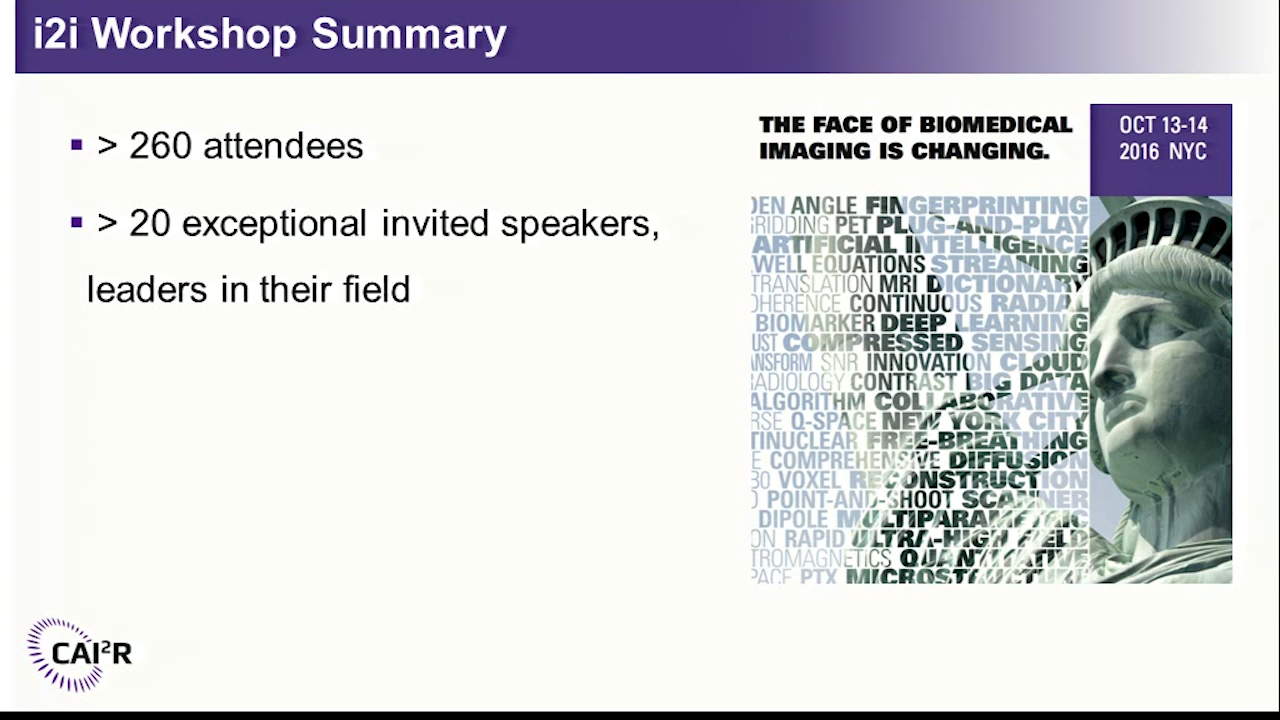 i2i Workshop Summary
> 260 attendees
> 20 exceptional invited speakers,
leaders in their field
THE FACE OF BIOMEDICAL
IMAGING IS CHANGING.
OCT 13-14
2016 NYC
ANGLE FINGERPRINTING
PET PLUG-AND-PLAY
ARTIFICIAL INTELLIGENCE
EQUATIONS STREAMING
TRANSLATION MRI DICTIONARY
CONTINUOUS RADIAL
BIOMARKER DEEP LEARNING
COMPRESSED SENSING
SNR INNOVATION CLOUD
CONTRAST BIG DATA
ALGORITHM COLLABORATIVE
Q-SPACE NEW YORK CITY
FREE-BREATHING
COMPREHENSIVE DIFFUSION
VOXEL RECONSTRUCTION
POINT-AND-SHOOT SCANNER
DIPOLE MULTIPARAMETRIC
RAPID ULTRA-HIGH FIELD
QUANTITATIVE
PTX MICROSTRUCTURE
CAI²R